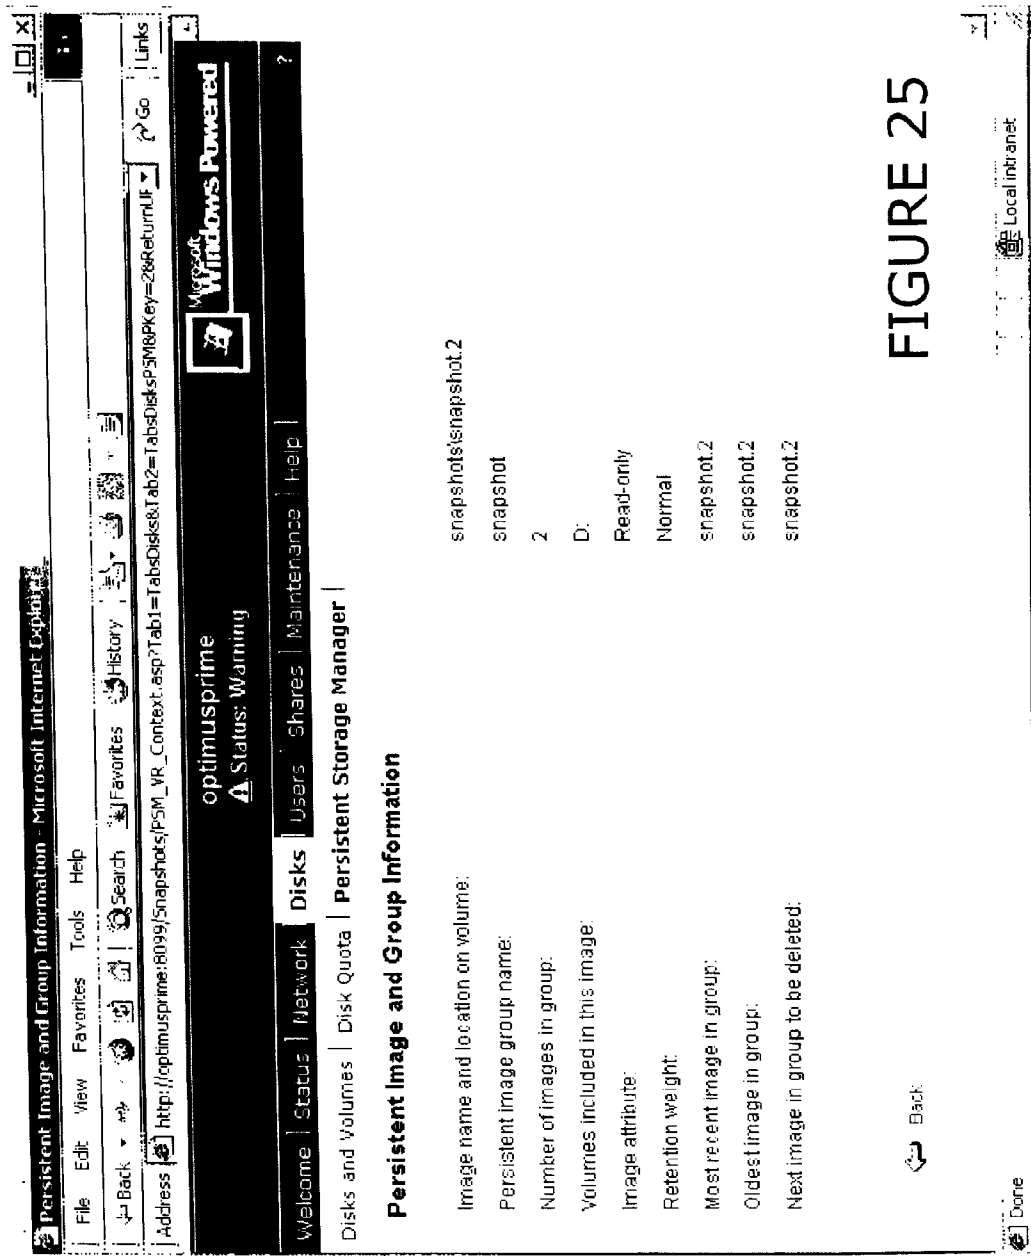 Persistent Image and Group Information - Microsoft Internet Explorer
File Edit View Favorites Tools Help
Back Search Favorites History
Address http://optimusprime:8099/Snapshots/PSM_VR_Context.asp?Tab1=TabsDisks&Tab2=TabsDisksPSM&PKey=2&ReturnUR Go Links
optimusprime
Status: Warning
Microsoft
Windows Powered
Welcome | Status | Network | Disks | Users | Shares | Maintenance | Help | ?
Disks and Volumes | Disk Quota | Persistent Storage Manager |
Persistent Image and Group Information
Image name and location on volume: snapshots\snapshot.2
Persistent image group name: snapshot
Number of images in group: 2
Volumes included in this image: D:
Image attribute: Read-only
Retention weight: Normal
Most recent image in group: snapshot.2
Oldest image in group: snapshot.2
Next image in group to be deleted: snapshot.2
Back
FIGURE 25
Done Local intranet